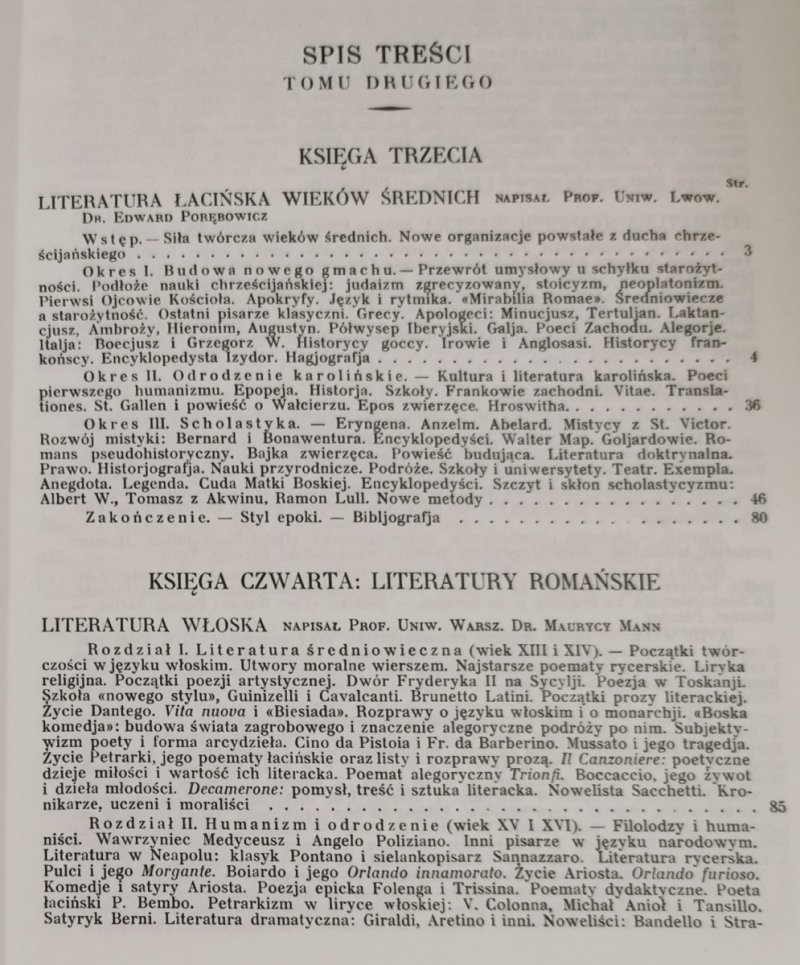 SPIS TREŚCI
TOMU DRUGIEGO
KSIĘGA TRZECIA
Str.
LITERATURA ŁACIŃSKA WIEKÓW ŚREDNICH NAPISAŁ PROF. UNIW. LWOW.
DR. EDWARD PORĘBOWICZ
Wstęp. — Siła twórcza wieków średnich. Nowe organizacje powstałe z ducha chrze-
ścijańskiego . . . . . . . . . . . . . . . . . . . . . . . . . . . . . . . . . . . . 3
Okres I. Budowa nowego gmachu. — Przewrót umysłowy u schyłku starożyt-
ności. Podłoże nauki chrześcijańskiej: judaizm zgrecyzowany, stoicyzm, neoplatonizm.
Pierwsi Ojcowie Kościoła. Apokryfy. Język i rytmika. «Mirabilia Romae». Średniowiecze
a starożytność. Ostatni pisarze klasyczni. Grecy. Apologeci: Minucjusz, Tertuljan. Laktan-
cjusz, Ambroży, Hieronim, Augustyn. Półwysep Iberyjski. Galja. Poeci Zachodu. Alegorje.
Italja: Boecjusz i Grzegorz W. Historycy goccy. Irowie i Anglosasi. Historycy fran-
końscy. Encyklopedysta Izydor. Hagjografja . . . . . . . . . . . . . . . . . . . . . . . 4
Okres II. Odrodzenie karolińskie. — Kultura i literatura karolińska. Poeci
pierwszego humanizmu. Epopeja. Historja. Szkoły. Frankowie zachodni. Vitae. Transla-
tiones. St. Gallen i powieść o Wałcierzu. Epos zwierzęce. Hroswitha. . . . . . . . . . . . 36
Okres III. Scholastyka. — Eryngena. Anzelm. Abelard. Mistycy z St. Victor.
Rozwój mistyki: Bernard i Bonawentura. Encyklopedyści. Walter Map. Goljardowie. Ro-
mans pseudohistoryczny. Bajka zwierzęca. Powieść budująca. Literatura doktrynalna.
Prawo. Historjografja. Nauki przyrodnicze. Podróże. Szkoły i uniwersytety. Teatr. Exempla.
Anegdota. Legenda. Cuda Matki Boskiej. Encyklopedyści. Szczyt i skłon scholastycyzmu:
Albert W., Tomasz z Akwinu, Ramon Lull. Nowe metody . . . . . . . . . . . . . . . . . 46
Zakończenie. — Styl epoki. — Bibljografja . . . . . . . . . . . . . . . . . . . 80
KSIĘGA CZWARTA: LITERATURY ROMAŃSKIE
LITERATURA WŁOSKA NAPISAŁ PROF. UNIW. WARSZ. DR. MAURYCY MANN
Rozdział I. Literatura średniowieczna (wiek XIII i XIV). — Początki twór-
czości w języku włoskim. Utwory moralne wierszem. Najstarsze poematy rycerskie. Liryka
religijna. Początki poezji artystycznej. Dwór Fryderyka II na Sycylji. Poezja w Toskanji.
Szkoła «nowego stylu», Guinizelli i Cavalcanti. Brunetto Latini. Początki prozy literackiej.
Życie Dantego. Vita nuova i «Biesiada». Rozprawy o języku włoskim i o monarchji. «Boska
komedja»: budowa świata zagrobowego i znaczenie alegoryczne podróży po nim. Subjekty-
wizm poety i forma arcydzieła. Cino da Pistoia i Fr. da Barberino. Mussato i jego tragedja.
Życie Petrarki, jego poematy łacińskie oraz listy i rozprawy prozą. Il Canzoniere: poetyczne
dzieje miłości i wartość ich literacka. Poemat alegoryczny Trionfi. Boccaccio, jego żywot
i dzieła młodości. Decamerone: pomysł, treść i sztuka literacka. Nowelista Sacchetti. Kro-
nikarze, uczeni i moraliści . . . . . . . . . . . . . . . . . . . . . . . . . . . . . 85
Rozdział II. Humanizm i odrodzenie (wiek XV I XVI). — Filolodzy i huma-
niści. Wawrzyniec Medyceusz i Angelo Poliziano. Inni pisarze w języku narodowym.
Literatura w Neapolu: klasyk Pontano i sielankopisarz Sannazzaro. Literatura rycerska.
Pulci i jego Morgante. Boiardo i jego Orlando innamorato. Życie Ariosta. Orlando furioso.
Komedje i satyry Ariosta. Poezja epicka Folenga i Trissina. Poematy dydaktyczne. Poeta
łaciński P. Bembo. Petrarkizm w liryce włoskiej: V. Colonna, Michał Anioł i Tansillo.
Satyryk Berni. Literatura dramatyczna: Giraldi, Aretino i inni. Noweliści: Bandello i Stra-